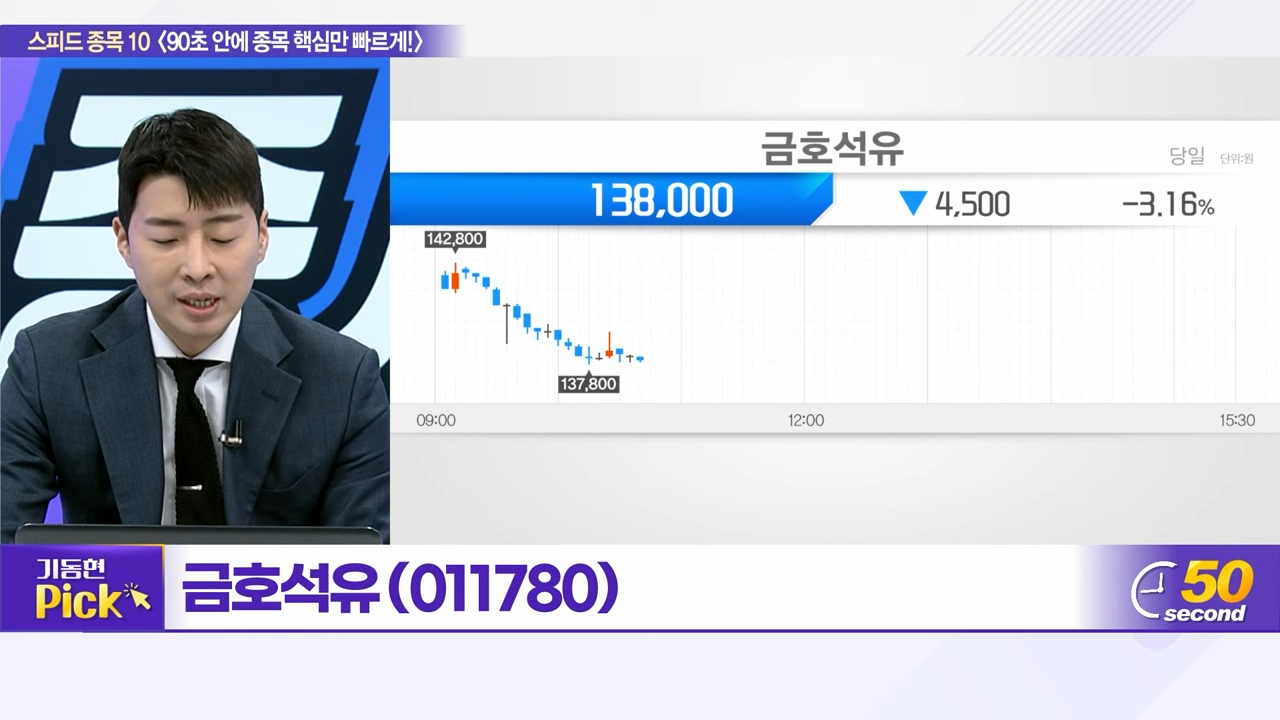 스피드 종목 10 〈90초 안에 종목 핵심만 빠르게!〉
금호석유
당일 단위:원
138,000 ▼4,500 -3.16%
142,800
137,800
09:00 12:00 15:30
기동현
Pick
금호석유(011780)
50
second